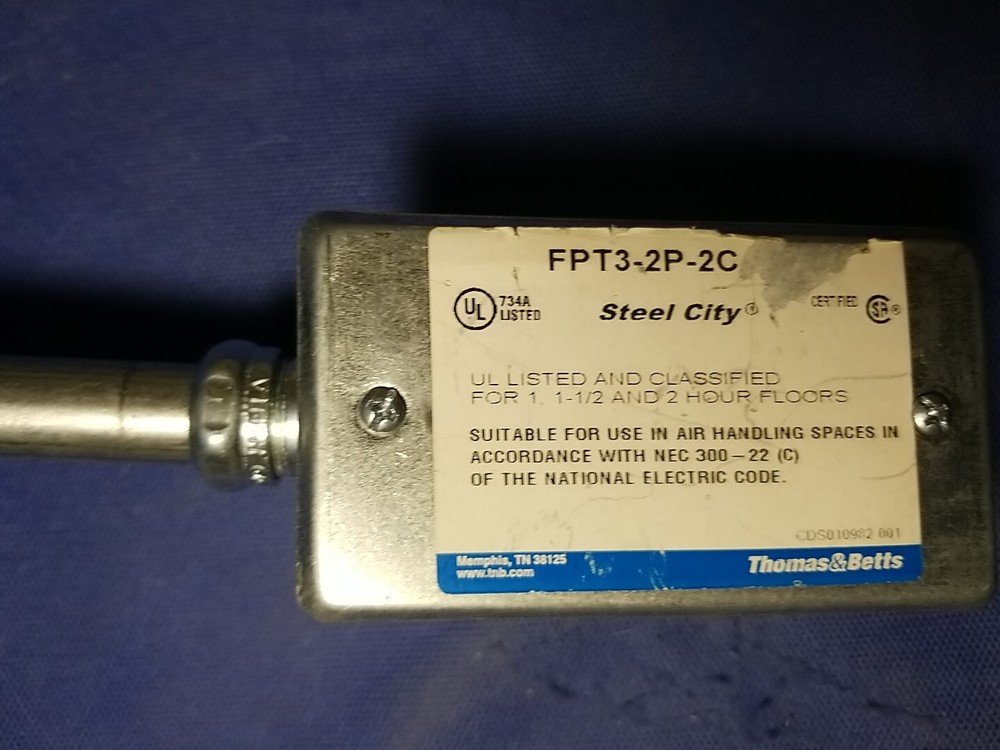 FPT3-2P-2C
UL 734A LISTED
Steel City®
CERTIFIED SA®
UL LISTED AND CLASSIFIED
FOR 1, 1-1/2 AND 2 HOUR FLOORS
SUITABLE FOR USE IN AIR HANDLING SPACES IN
ACCORDANCE WITH NEC 300-22 (C)
OF THE NATIONAL ELECTRIC CODE.
CDS010982 001
Memphis, TN 38125
www.tnb.com
Thomas&Betts